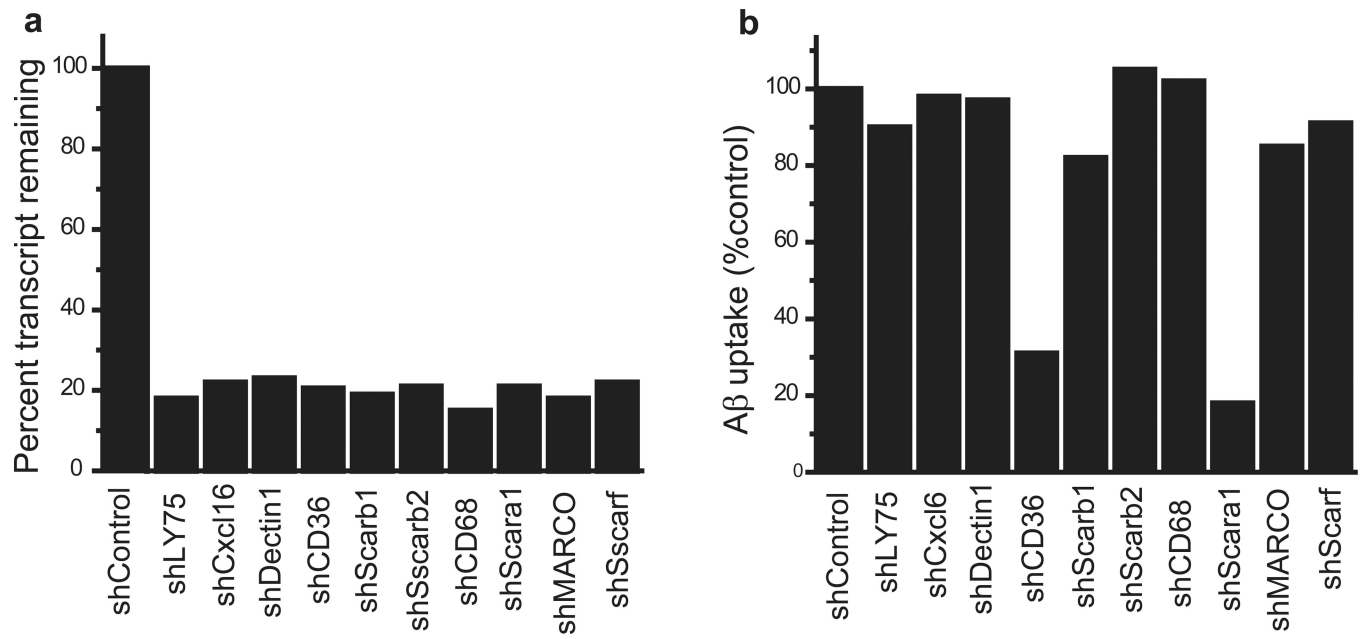 a
Percent transcript remaining
100
80
60
40
20
0
shControl
shLY75
shCxcl16
shDectin1
shCD36
shScarb1
shSscarb2
shCD68
shScara1
shMARCO
shSscarf
b
Aβ uptake (%control)
100
80
60
40
20
0
shControl
shLY75
shCxcl6
shDectin1
shCD36
shScarb1
shScarb2
shCD68
shScara1
shMARCO
shScarf